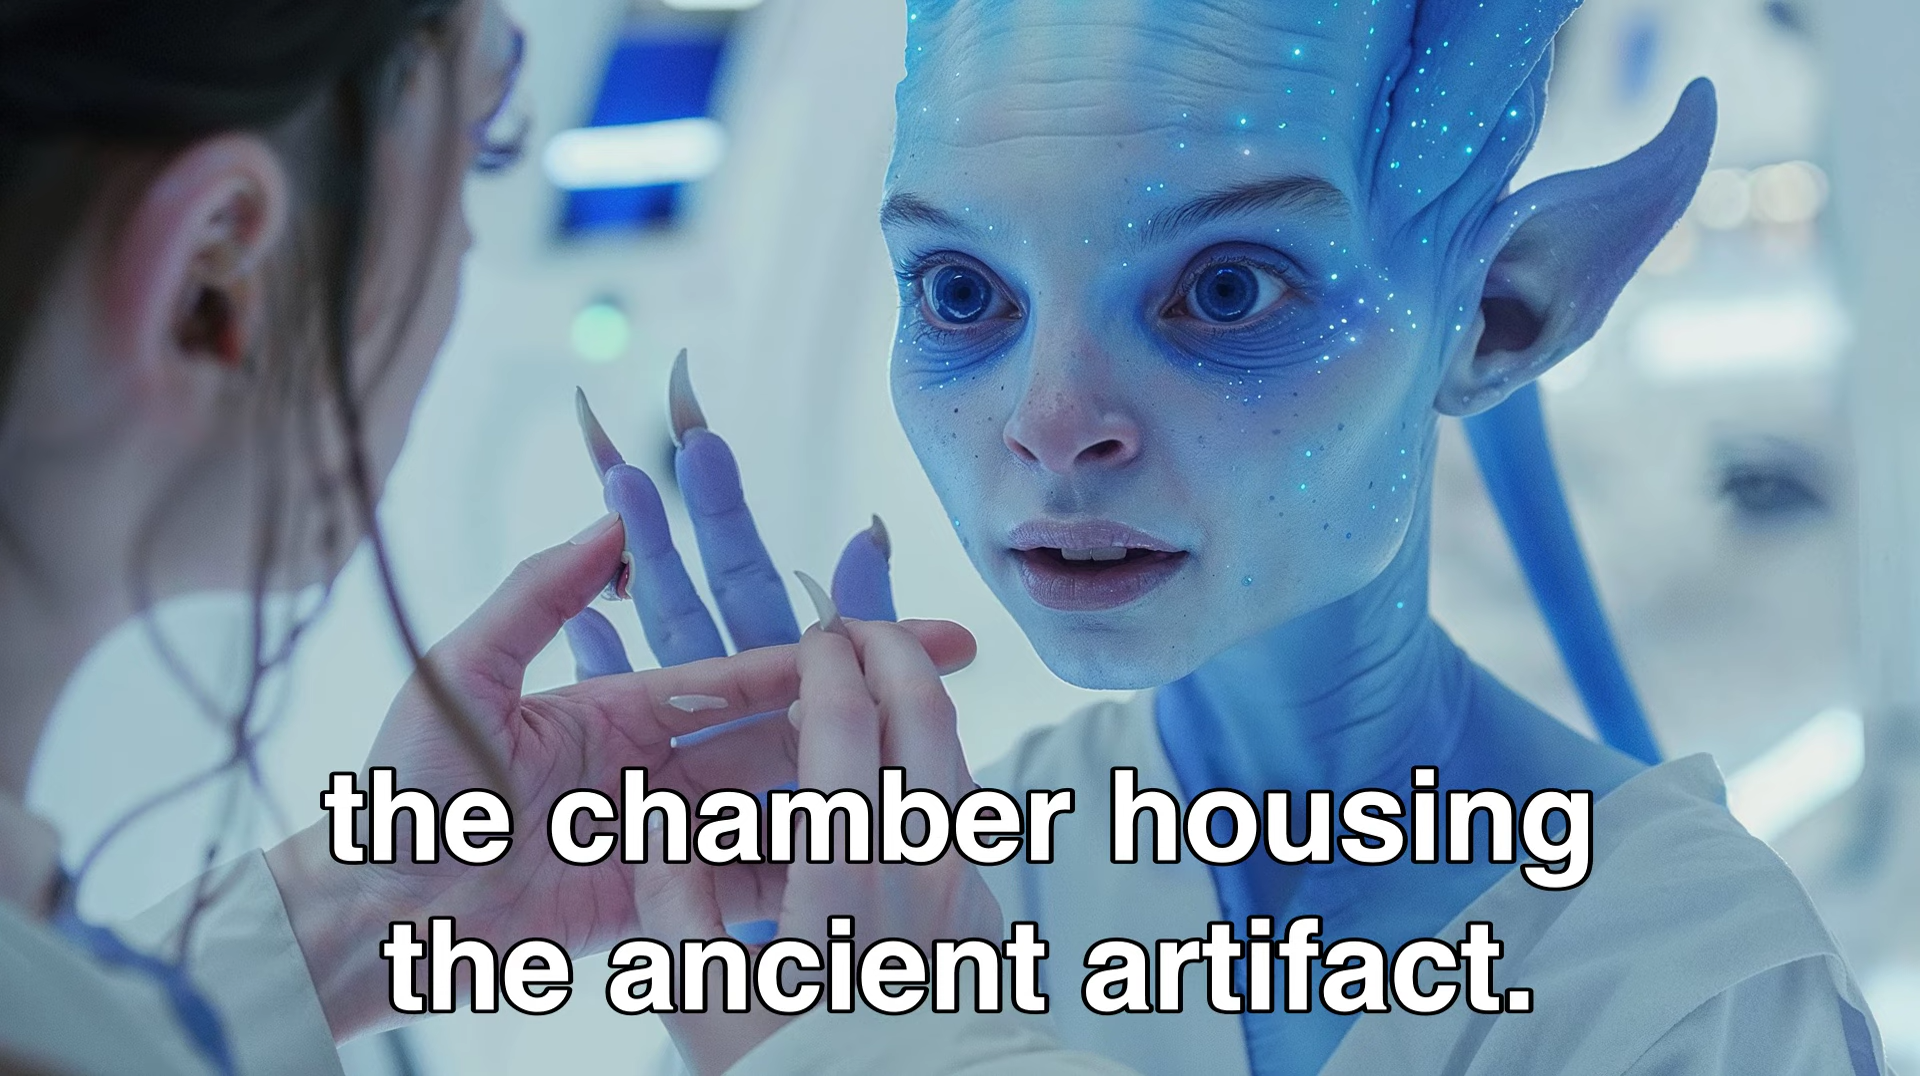 the chamber housing
the ancient artifact.